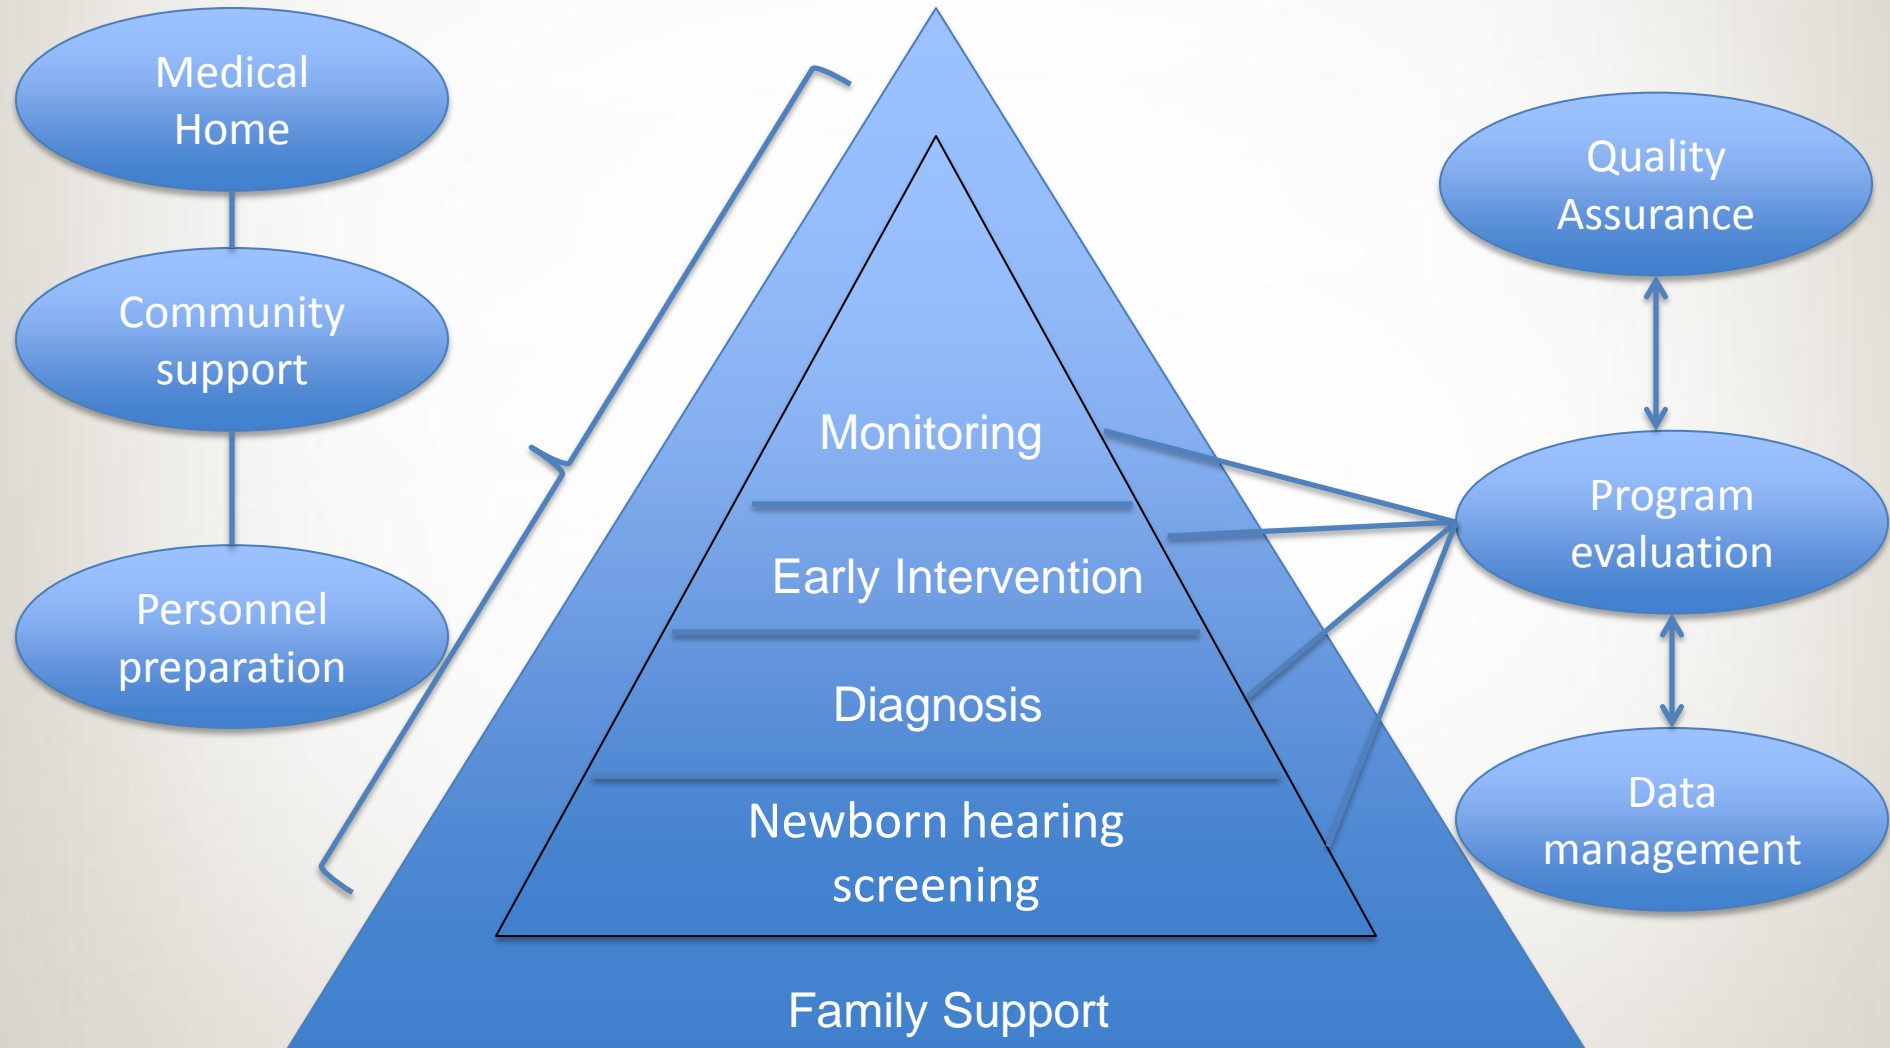 Medical
Home
Community
support
Personnel
preparation
Monitoring
Early Intervention
Diagnosis
Newborn hearing
screening
Family Support
Quality
Assurance
Program
evaluation
Data
management